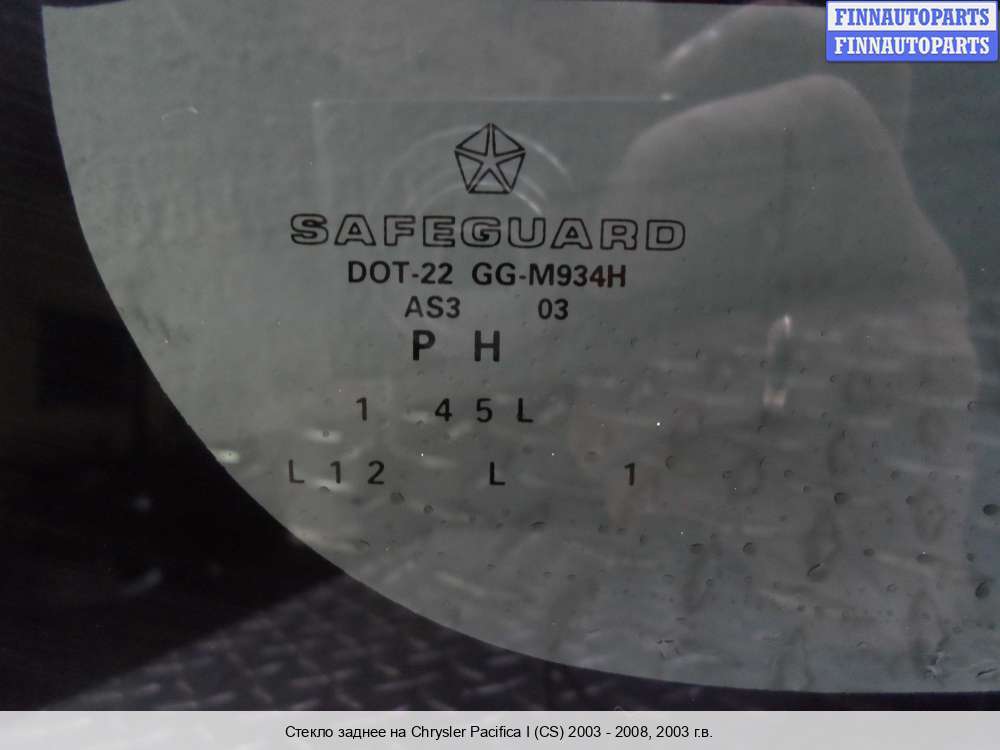 FINNAUTOPARTS
FINNAUTOPARTS
SAFEGUARD
DOT-22 GG-M934H
AS3 03
P H
1 4 5 L
L 1 2 L 1
Стекло заднее на Chrysler Pacifica I (CS) 2003 - 2008, 2003 г.в.